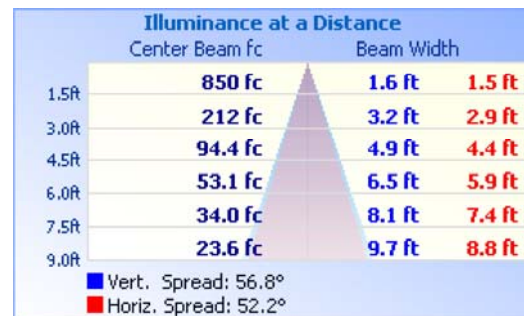 Illuminance at a Distance
Center Beam fc Beam Width
1.5ft 850 fc 1.6 ft 1.5 ft
3.0ft 212 fc 3.2 ft 2.9 ft
4.5ft 94.4 fc 4.9 ft 4.4 ft
6.0ft 53.1 fc 6.5 ft 5.9 ft
7.5ft 34.0 fc 8.1 ft 7.4 ft
9.0ft 23.6 fc 9.7 ft 8.8 ft
Vert. Spread: 56.8°
Horiz. Spread: 52.2°